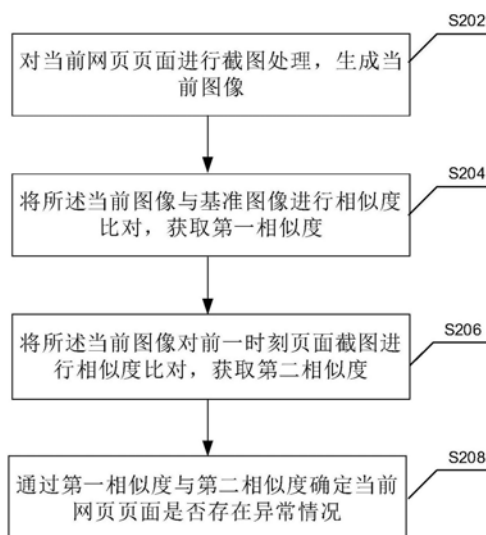 S202
对当前网页页面进行截图处理，生成当
前图像
S204
将所述当前图像与基准图像进行相似度
比对，获取第一相似度
S206
将所述当前图像对前一时刻页面截图进
行相似度比对，获取第二相似度
S208
通过第一相似度与第二相似度确定当前
网页页面是否存在异常情况